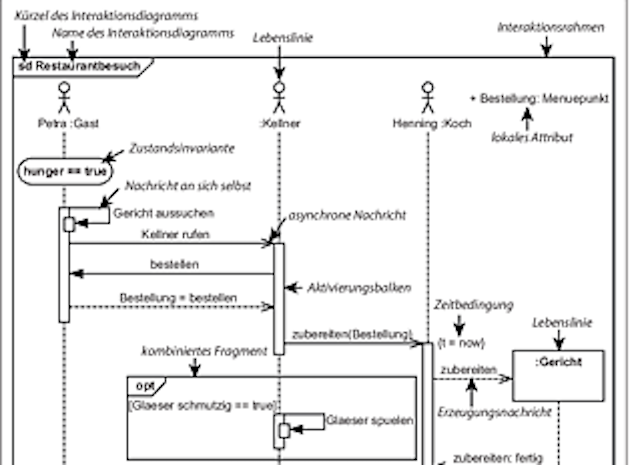 Kürzel des Interaktionsdiagramms
Name des Interaktionsdiagramms
Lebenslinie
Interaktionsrahmen
sd Restaurantbesuch
Petra :Gast
:Kellner
Henning :Koch
+ Bestellung: Menuepunkt
lokales Attribut
Zustandsinvariante
hunger == true
Nachricht an sich selbst
Gericht aussuchen
asynchrone Nachricht
Kellner rufen
bestellen
Aktivierungsbalken
Bestellung = bestellen
Zeitbedingung
Lebenslinie
zubereiten(Bestellung)
(t = now)
kombiniertes Fragment
:Gericht
zubereiten
opt
[Glaeser schmutzig == true]
Erzeugungsnachricht
Glaeser spuelen
zubereiten: fertig